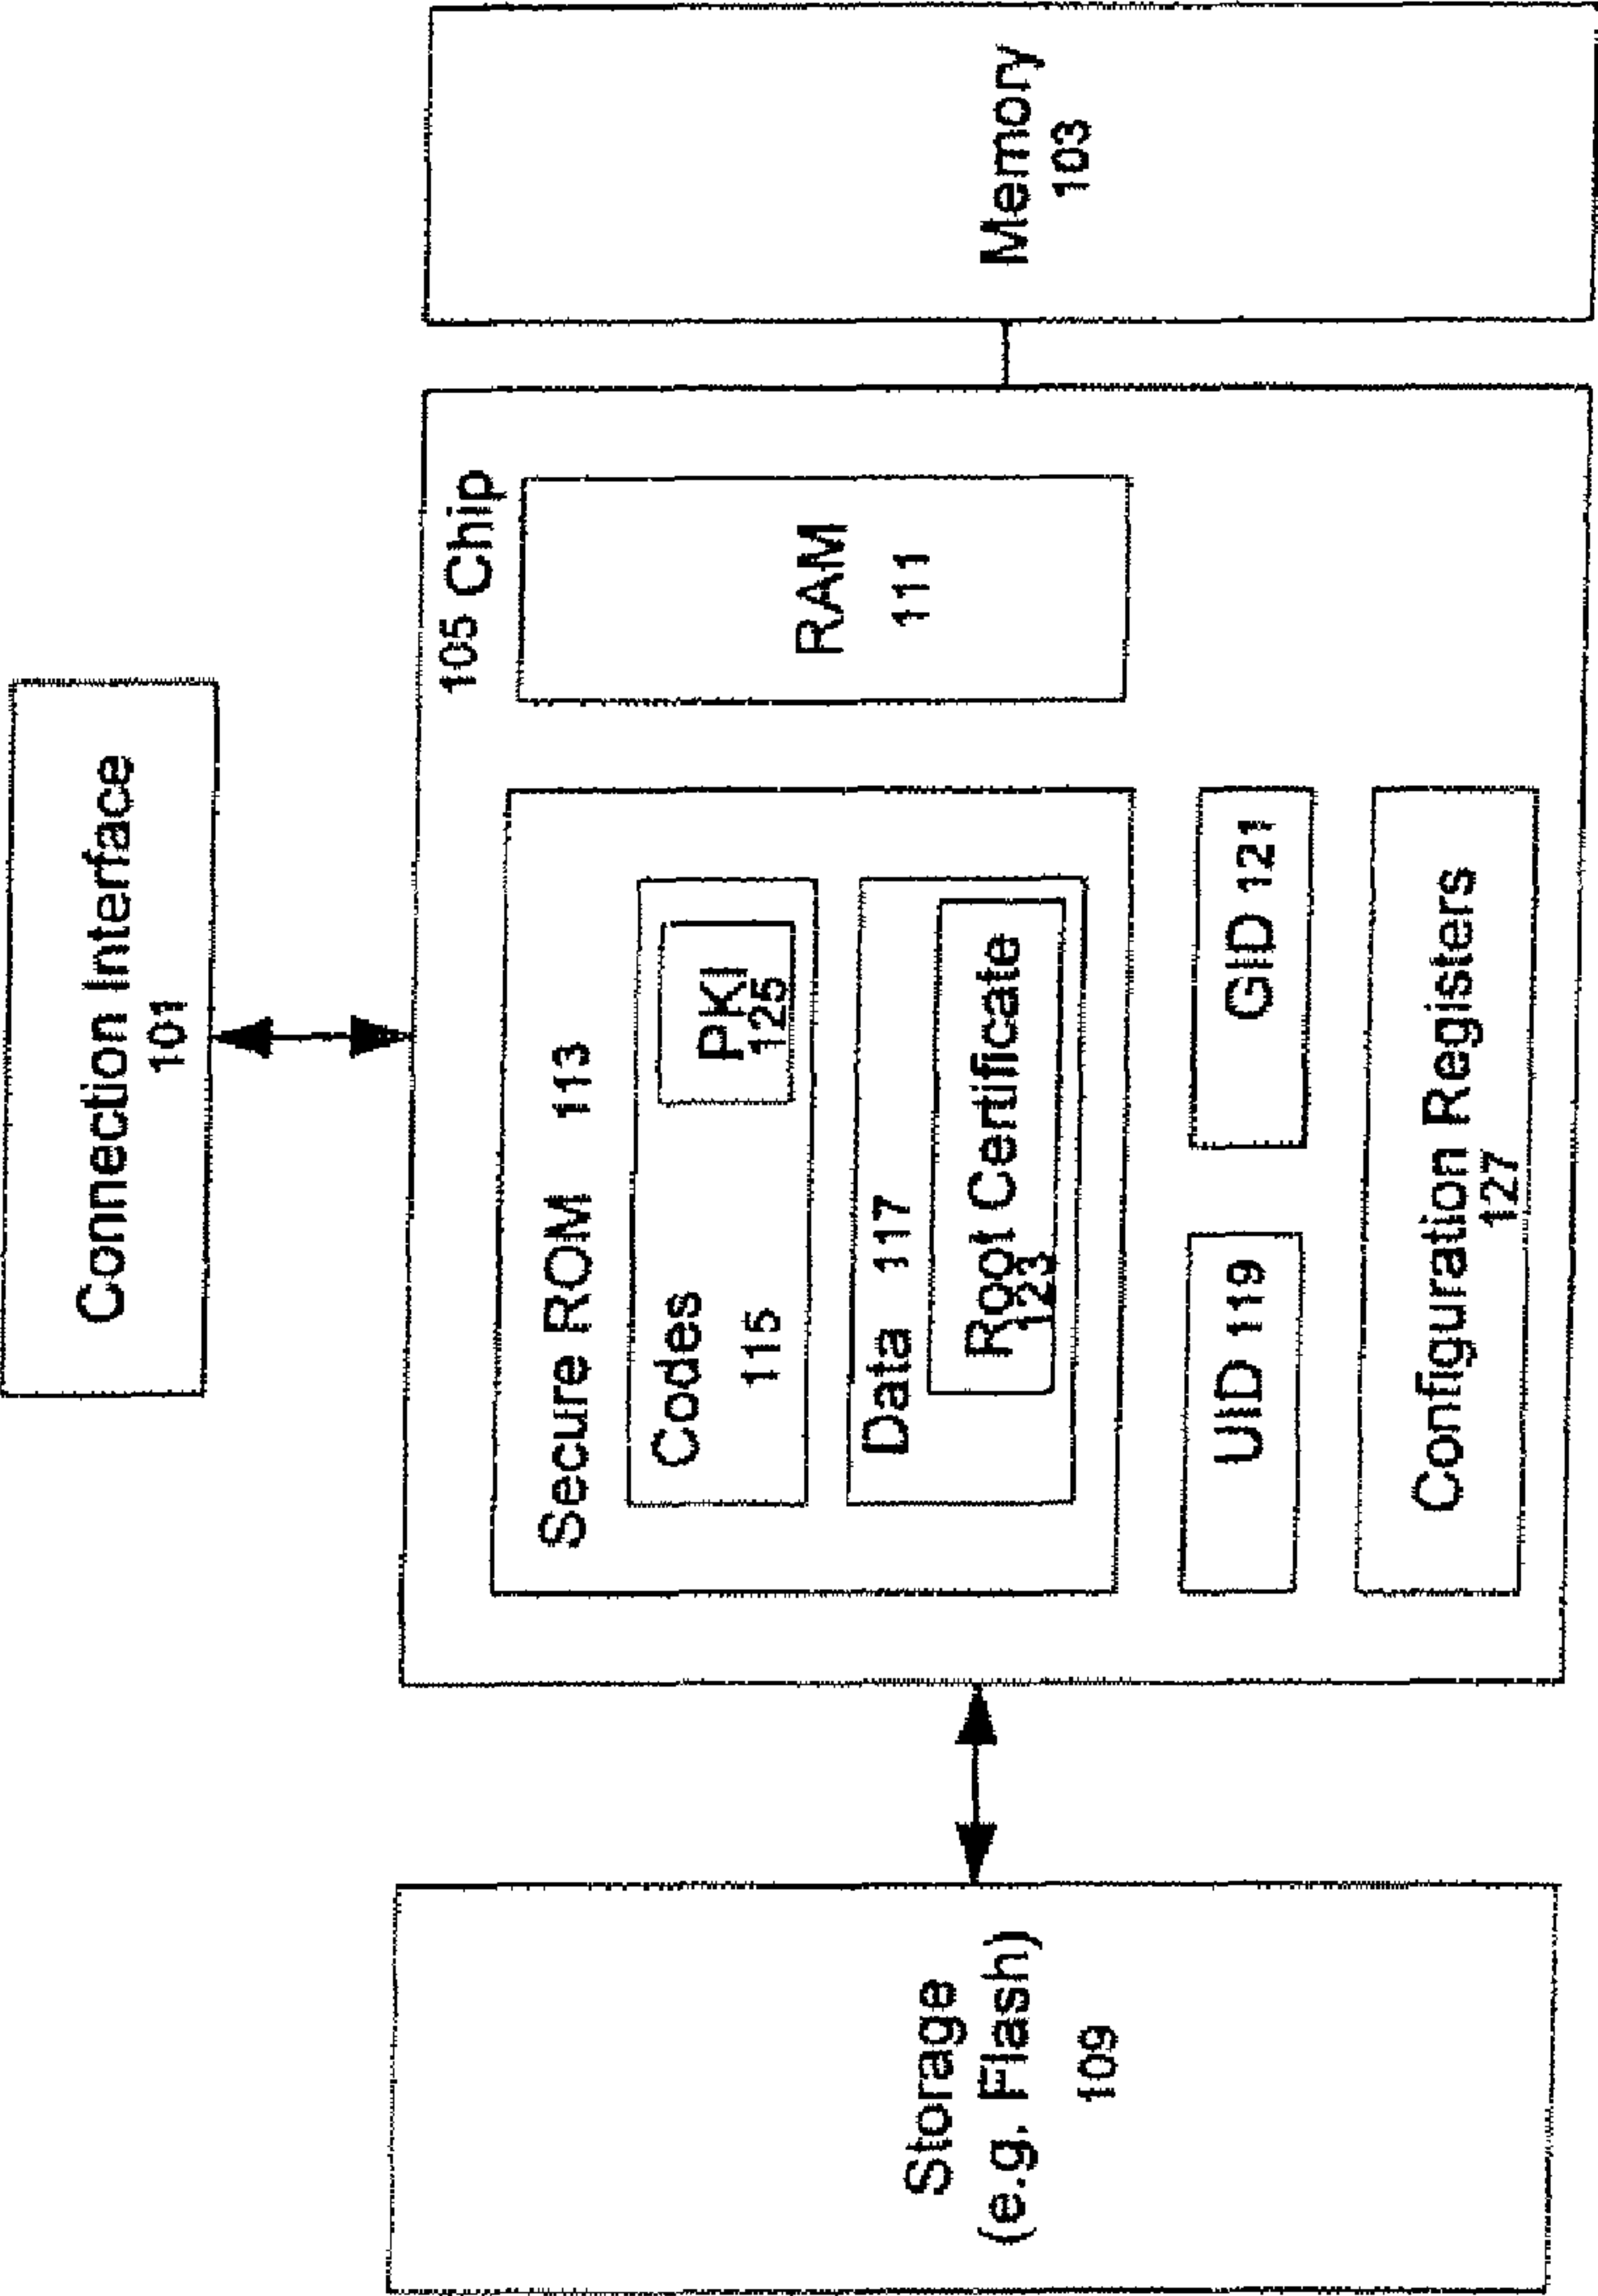 Connection Interface
101
105 Chip
Secure ROM 113
Codes
115
PKI
125
Data 117
Root Certificate
123
UID 119
GID 121
Configuration Registers
127
RAM
111
Storage
(e.g. Flash)
109
Memory
103